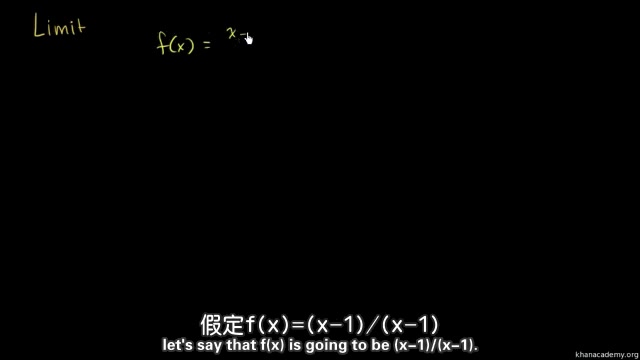 Limit
f(x) = x-
假定f(x)=(x-1)/(x-1)
let's say that f(x) is going to be (x-1)/(x-1).
khanacademy.org